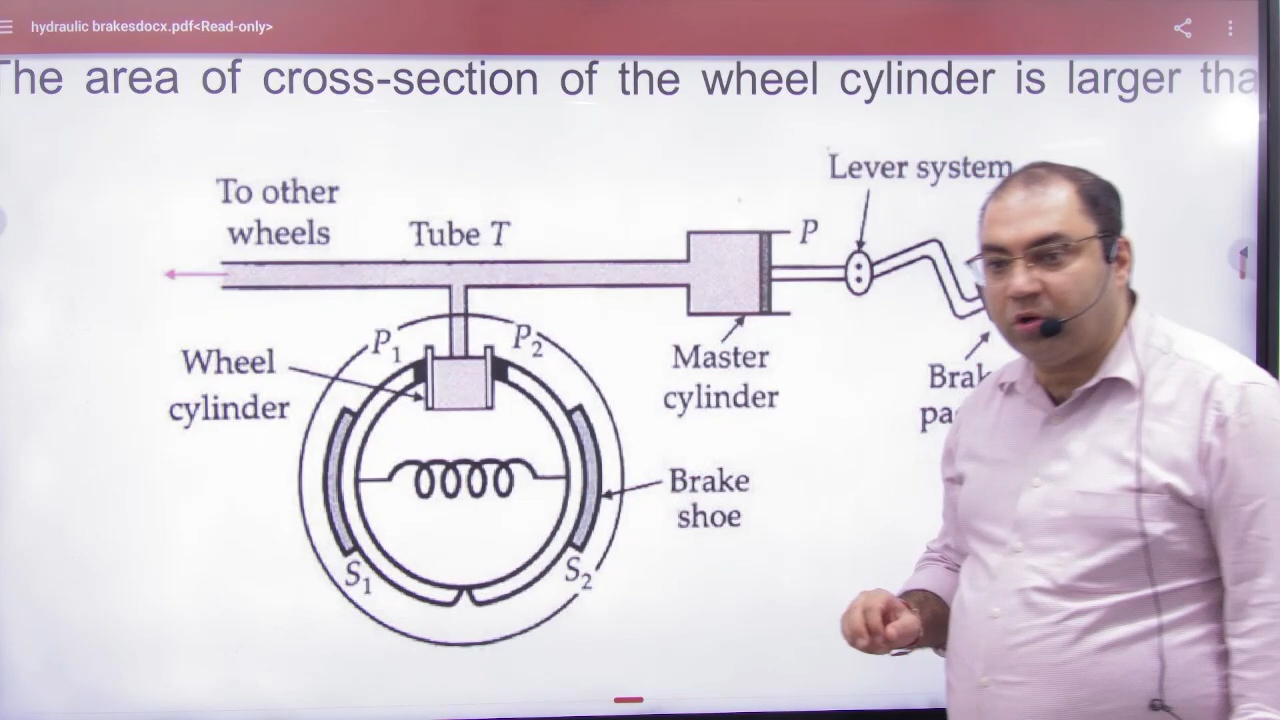 hydraulic brakesdocx.pdf<Read-only>
The area of cross-section of the wheel cylinder is larger
To other
wheels
Tube T
P
Lever system
P1
P2
Wheel
cylinder
Master
cylinder
Brake
shoe
S1
S2